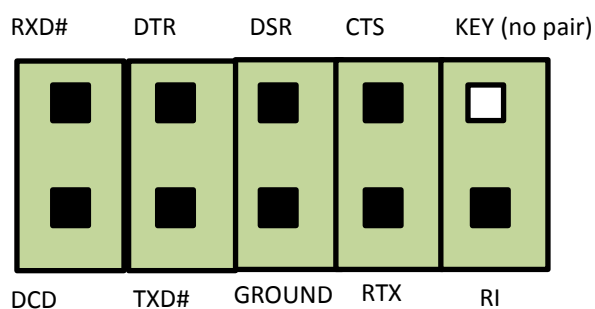 RXD# DTR DSR CTS KEY (no pair)
DCD TXD# GROUND RTX RI